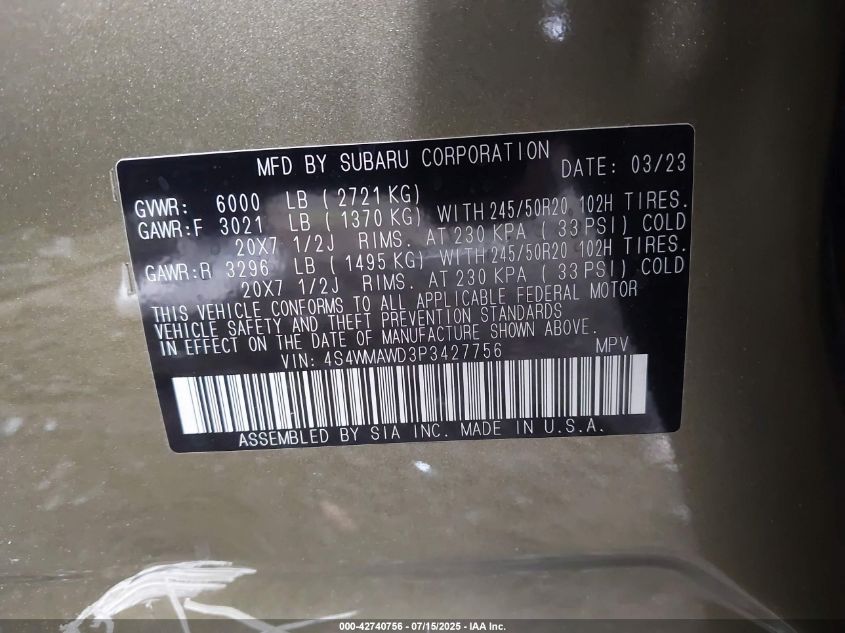 MFD BY SUBARU CORPORATION DATE: 03/23
GVWR: 6000 LB ( 2721 KG)
GAWR:F 3021 LB ( 1370 KG) WITH 245/50R20 102H TIRES.
20X7 1/2J RIMS. AT 230 KPA ( 33 PSI) COLD
GAWR:R 3296 LB ( 1495 KG) WITH 245/50R20 102H TIRES.
20X7 1/2J RIMS. AT 230 KPA ( 33 PSI) COLD
THIS VEHICLE CONFORMS TO ALL APPLICABLE FEDERAL MOTOR
VEHICLE SAFETY AND THEFT PREVENTION STANDARDS
IN EFFECT ON THE DATE OF MANUFACTURE SHOWN ABOVE.
VIN: 4S4WMAWD3P3427756 MPV
ASSEMBLED BY SIA INC. MADE IN U.S.A.
000-42740756 - 07/15/2025 - IAA Inc.